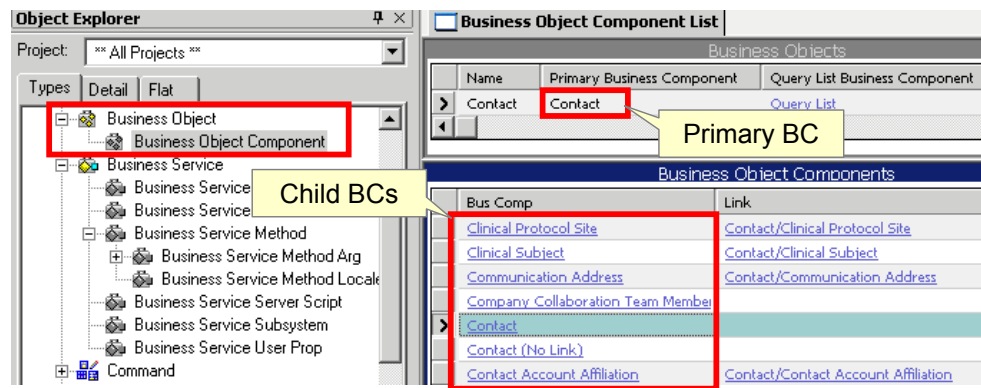 Object Explorer
Project: ** All Projects **
Types Detail Flat
Business Object
Business Object Component
Business Service
Business Service
Business Service
Business Service Method
Business Service Method Arg
Business Service Method Locale
Business Service Server Script
Business Service Subsystem
Business Service User Prop
Command
Business Object Component List
Business Objects
Name Primary Business Component Query List Business Component
Contact Contact Query List
Primary BC
Child BCs
Business Object Components
Bus Comp Link
Clinical Protocol Site Contact/Clinical Protocol Site
Clinical Subject Contact/Clinical Subject
Communication Address Contact/Communication Address
Company Collaboration Team Member
Contact
Contact (No Link)
Contact Account Affiliation Contact/Contact Account Affiliation